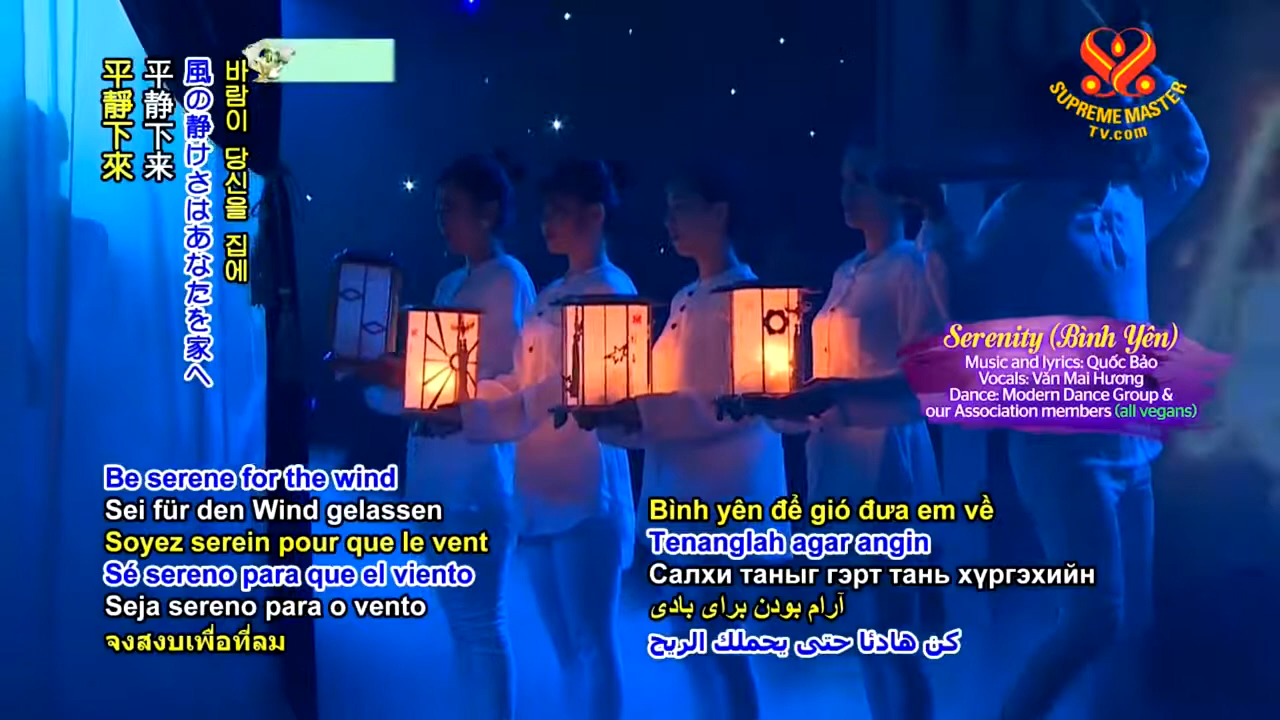 平靜下來
平静下来
風の静けさはあなたを家へ
바람이 당신을 집에
SUPREME MASTER
TV.com
Serenity (Bình Yên)
Music and lyrics: Quốc Bảo
Vocals: Văn Mai Hương
Dance: Modern Dance Group &
our Association members (all vegans)
Be serene for the wind
Sei für den Wind gelassen
Soyez serein pour que le vent
Sé sereno para que el viento
Seja sereno para o vento
จงสงบเพื่อที่ลม
Bình yên để gió đưa em về
Tenanglah agar angin
Салхи таныг гэрт тань хүргэхийн
آرام بودن برای بادی
كن هادئا حتى يحملك الريح